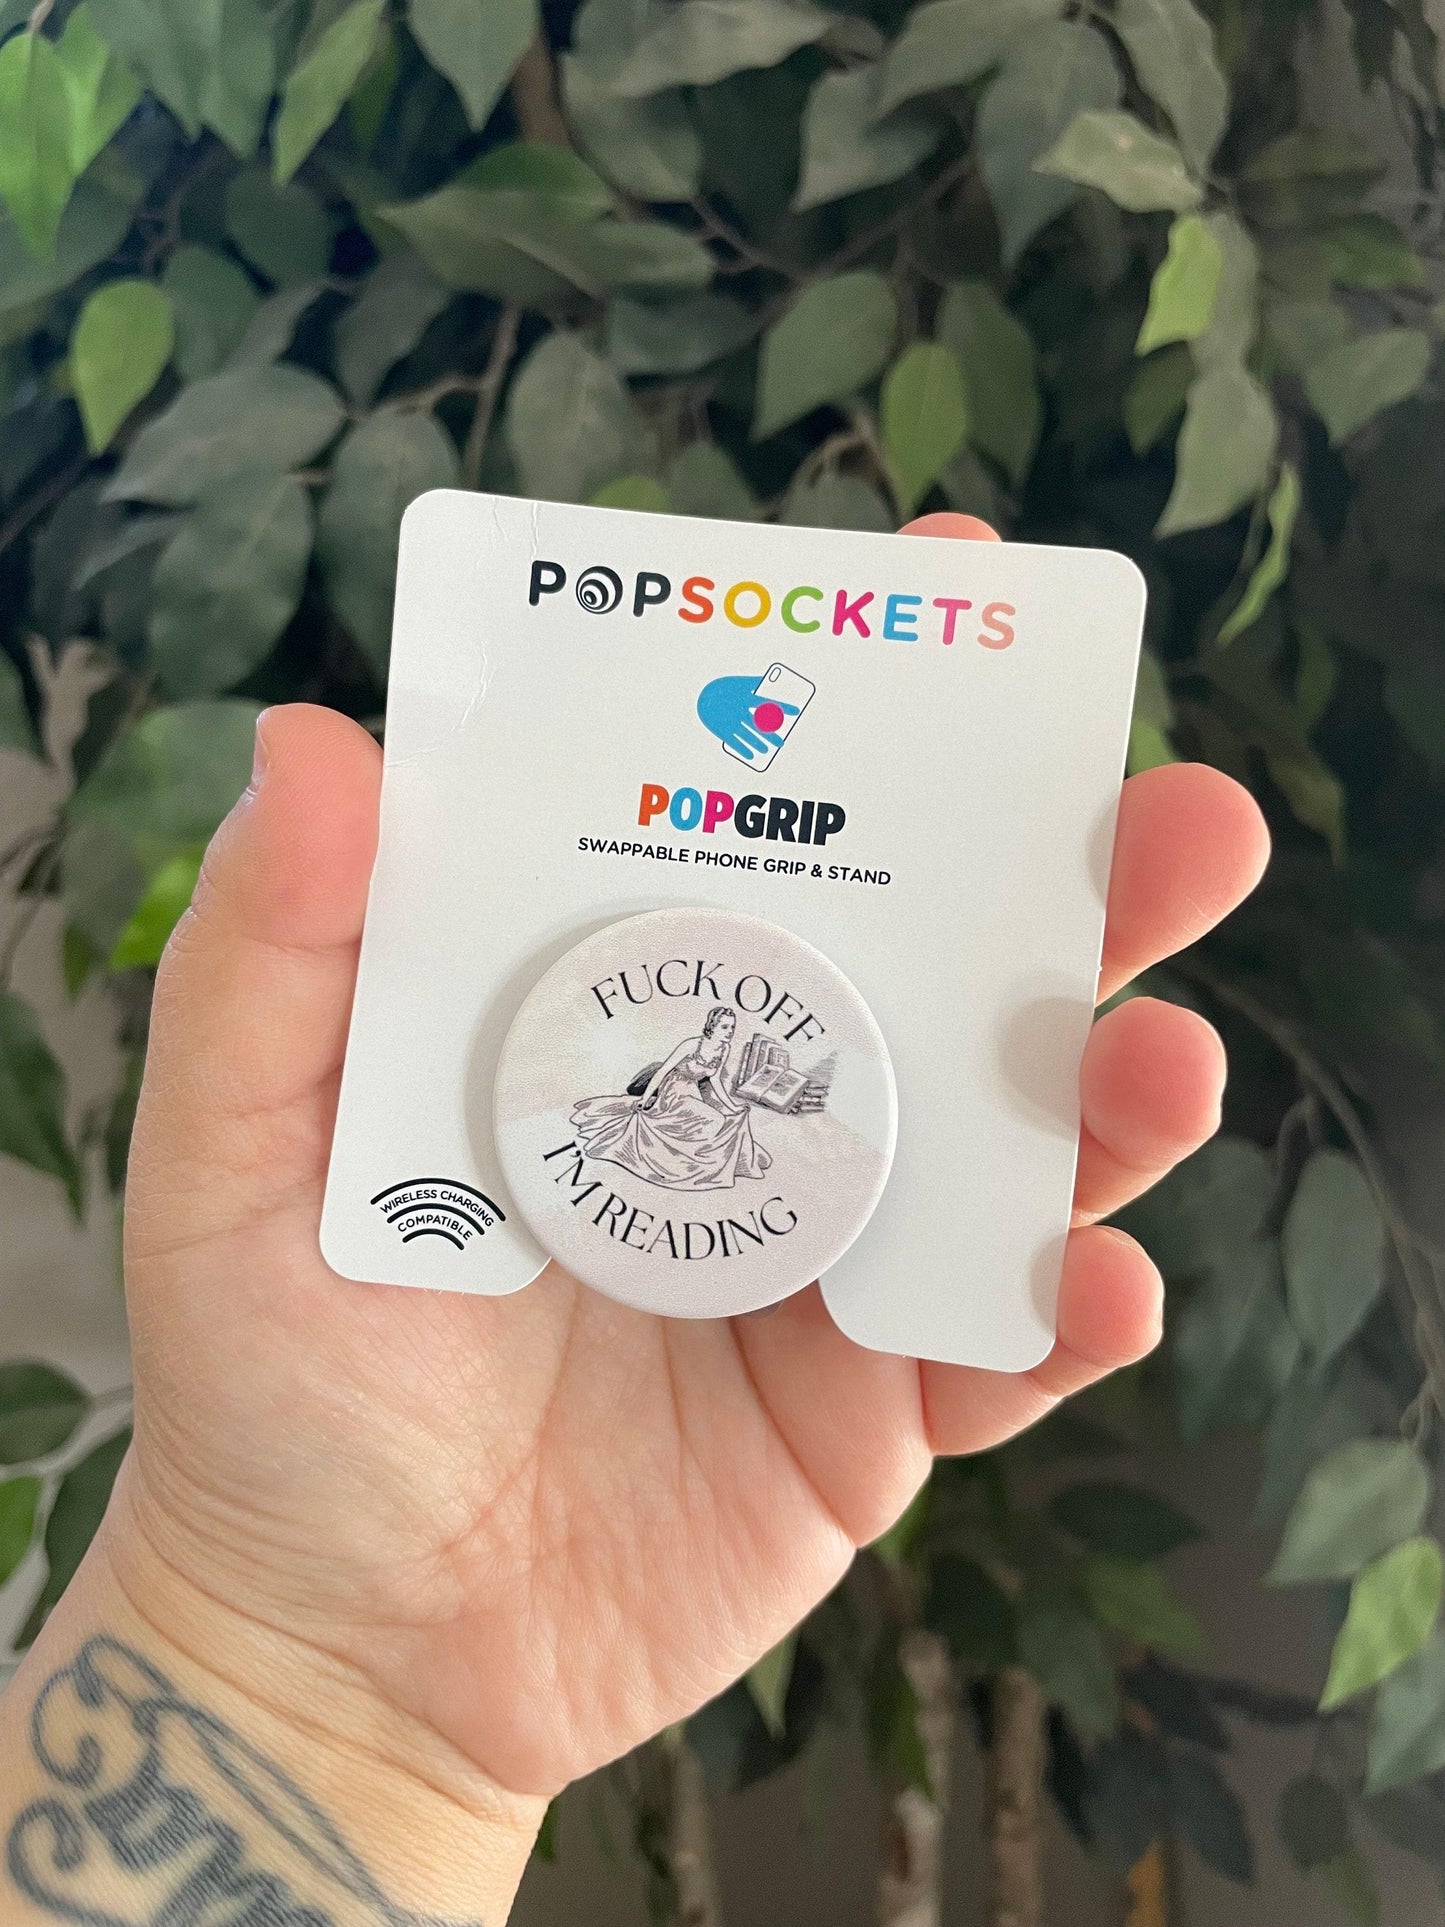 POPSOCKETS
POPGRIP
SWAPPABLE PHONE GRIP & STAND
FUCK OFF
I'M READING
WIRELESS CHARGING
COMPATIBLE